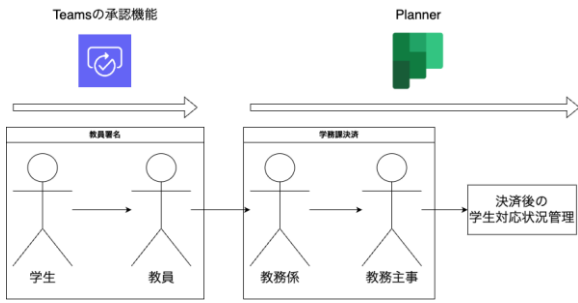 Teamsの承認機能
Planner
教員署名
学務課決済
学生
教員
教務係
教務主事
決済後の
学生対応状況管理